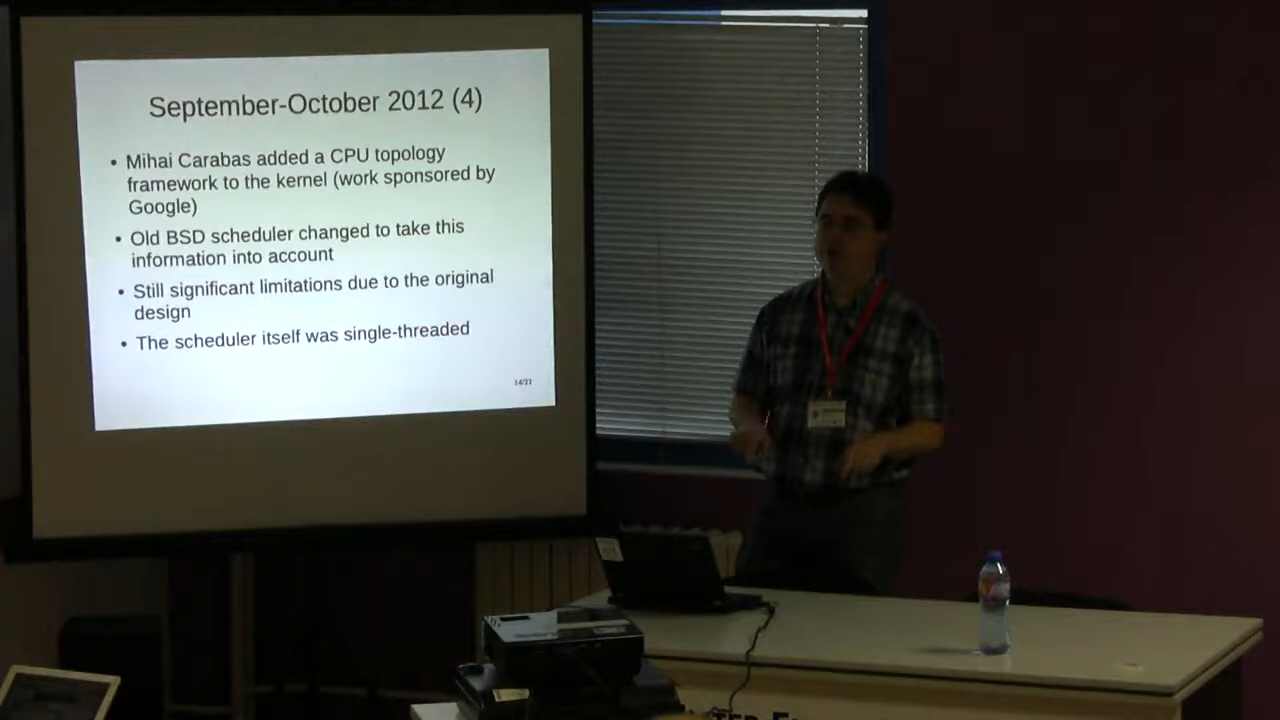 September-October 2012 (4)
• Mihai Carabas added a CPU topology
framework to the kernel (work sponsored by
Google)
• Old BSD scheduler changed to take this
information into account
• Still significant limitations due to the original
design
• The scheduler itself was single-threaded
14/21